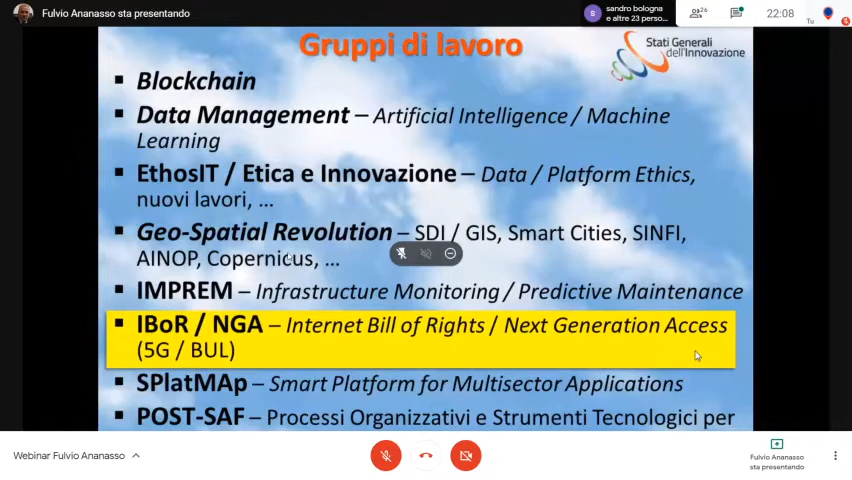 Fulvio Ananasso sta presentando
S
sandro bologna
e altre 23 perso...
26
22:08
Tu
Gruppi di lavoro
Stati Generali
dell'Innovazione
Blockchain
Data Management – Artificial Intelligence / Machine
Learning
EthosIT / Etica e Innovazione – Data / Platform Ethics,
nuovi lavori, ...
Geo-Spatial Revolution – SDI / GIS, Smart Cities, SINFI,
AINOP, Copernicus, ...
IMPREM – Infrastructure Monitoring / Predictive Maintenance
IBoR / NGA – Internet Bill of Rights / Next Generation Access
(5G / BUL)
SPlatMAp – Smart Platform for Multisector Applications
POST-SAF – Processi Organizzativi e Strumenti Tecnologici per
Webinar Fulvio Ananasso
Fulvio Ananasso
sta presentando